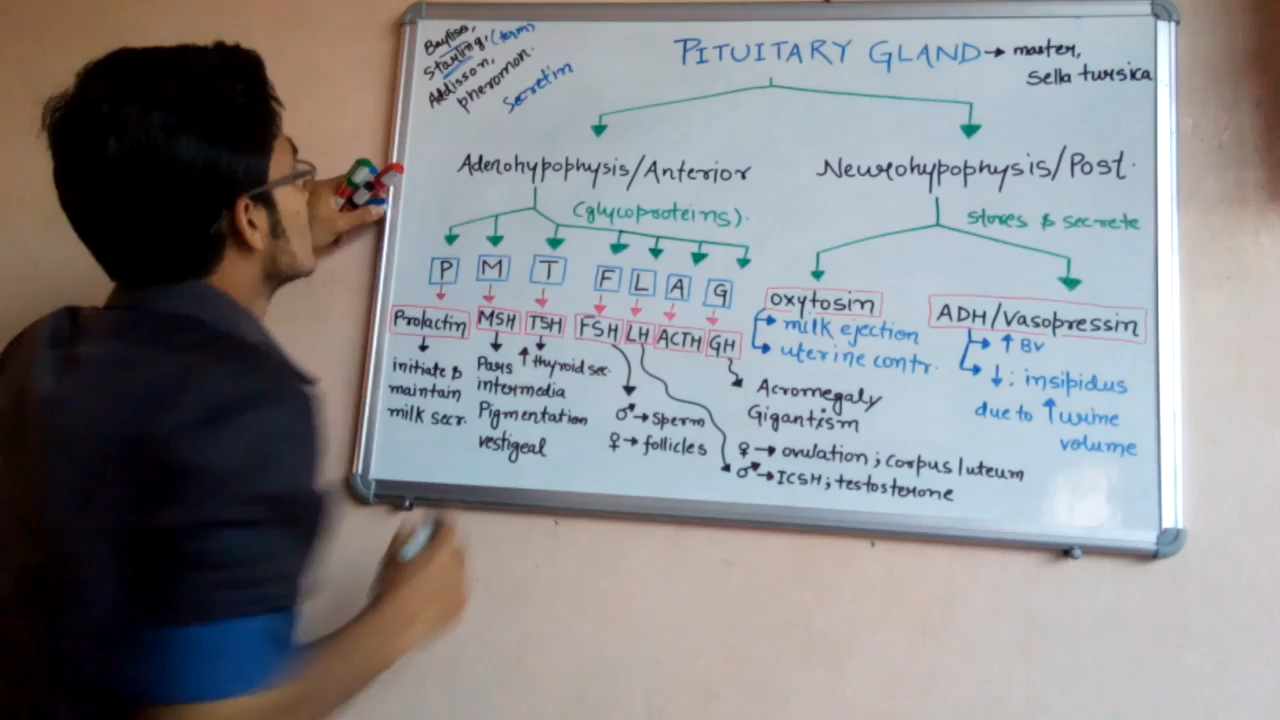 Bayliss,
Starling, (term)
Addisson,
pheromon.
Secretin
PITUITARY GLAND → master,
Sella tursica
Adenohypophysis/Anterior
Neurohypophysis/Post.
(glycoproteins).
stores & secrete
P M T F L A G
Prolactin MSH TSH FSH LH ACTH GH
initiate &
maintain
milk secr.
Pars
intermedia
Pigmentation
vestigeal
↑ thyroid sec.
♂ → sperm
♀ → follicles
Acromegaly
Gigantism
♀ → ovulation ; corpus luteum
♂ → ICSH ; testosterone
oxytosin
milk ejection
uterine contr.
ADH/Vasopressin
↑ BV
↓ : insipidus
due to ↑ urine
volume